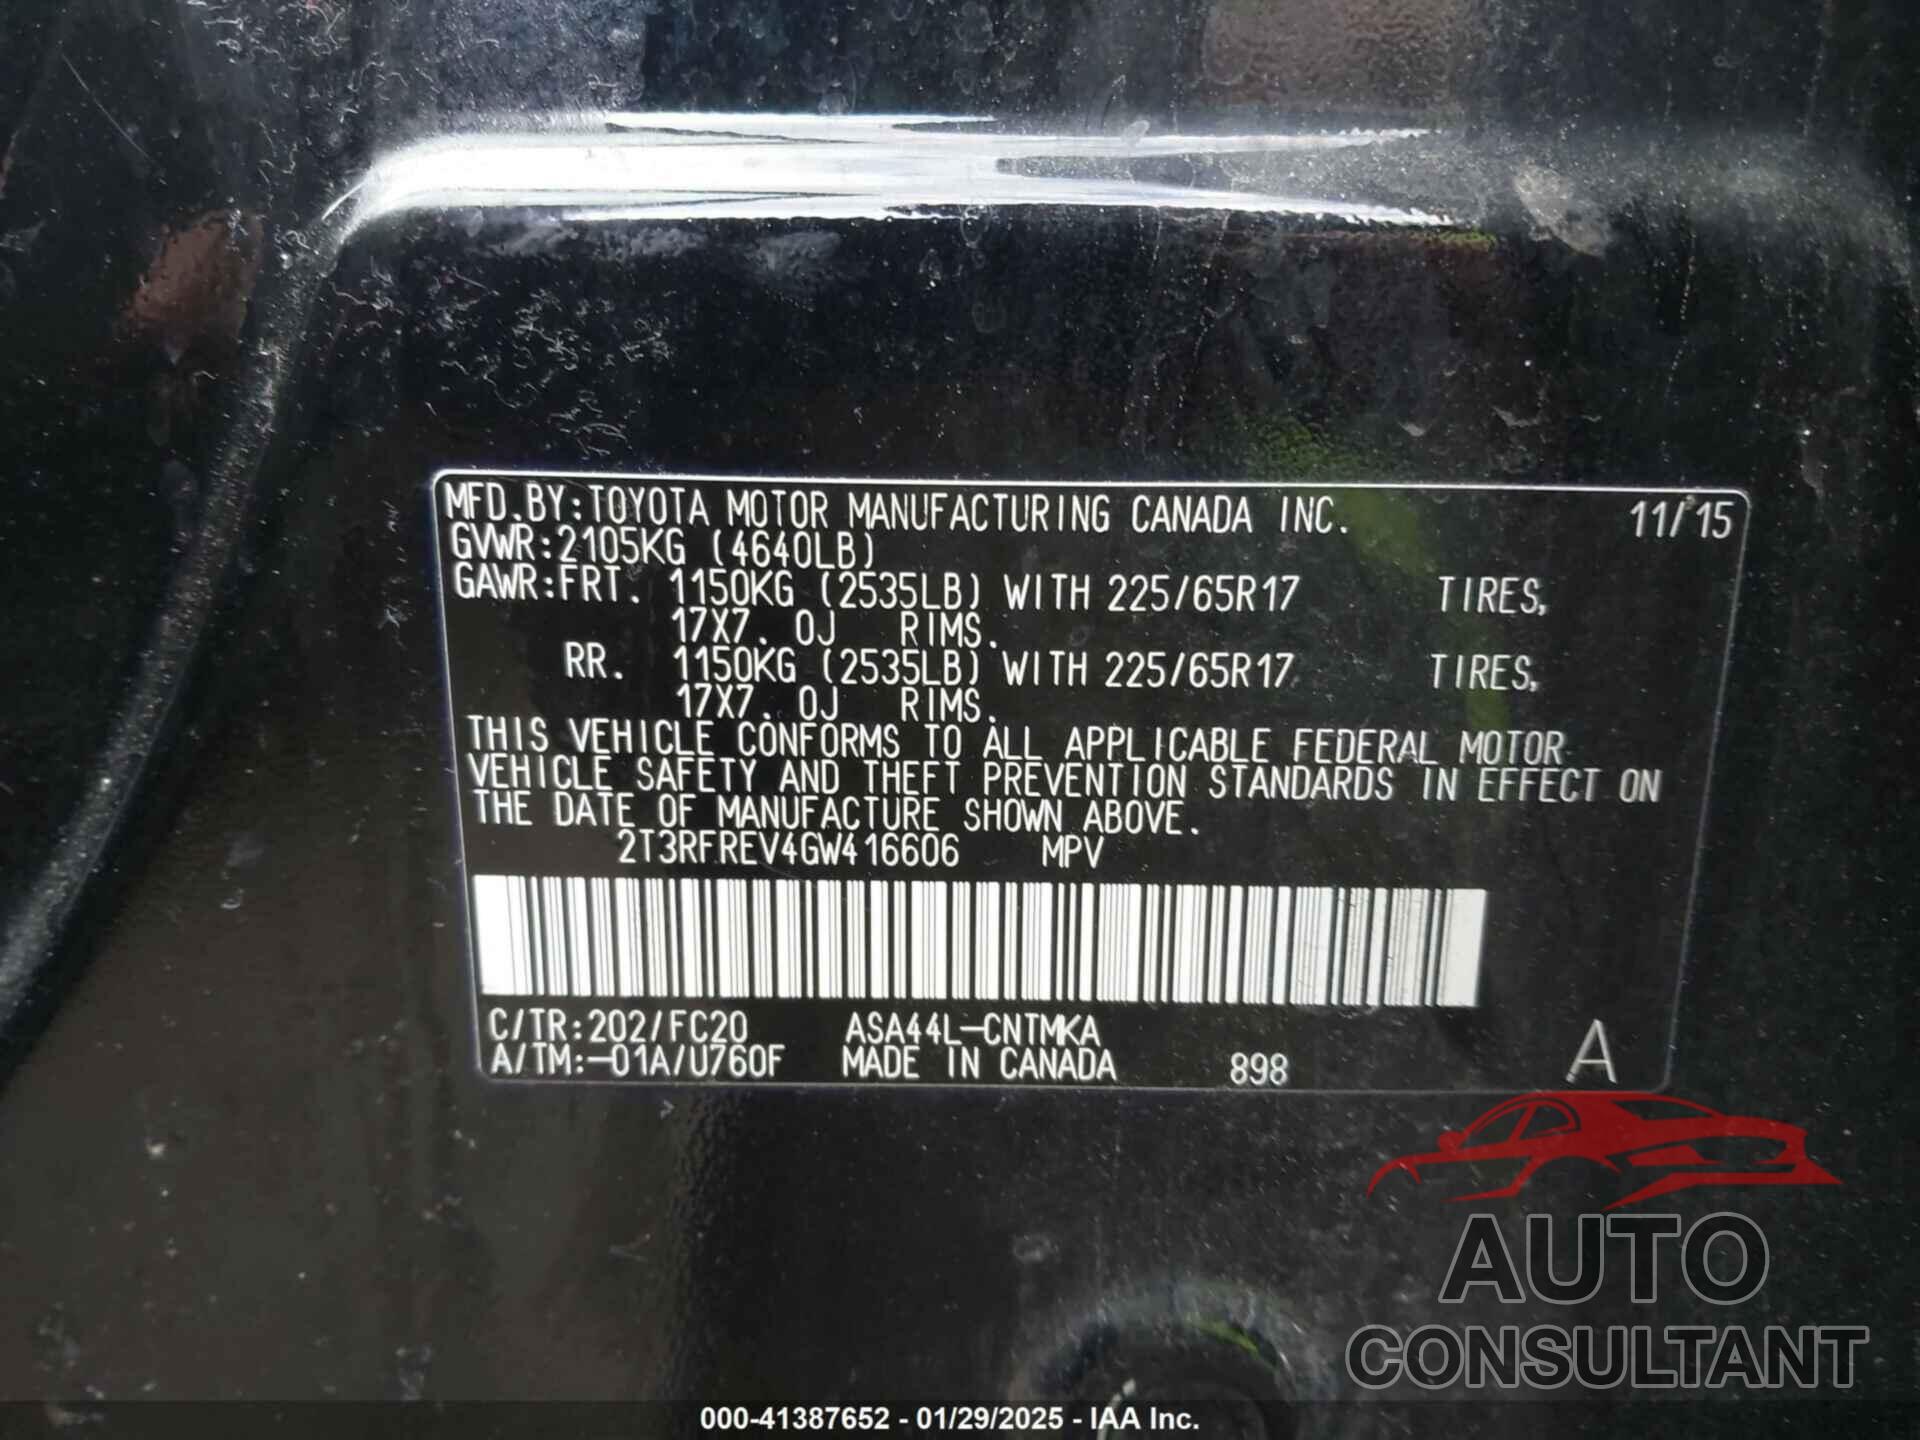 MFD.BY:TOYOTA MOTOR MANUFACTURING CANADA INC. 11/15
GVWR:2105KG (4640LB)
GAWR:FRT. 1150KG (2535LB) WITH 225/65R17 TIRES,
17X7. 0J RIMS.
RR. 1150KG (2535LB) WITH 225/65R17 TIRES,
17X7. 0J RIMS.
THIS VEHICLE CONFORMS TO ALL APPLICABLE FEDERAL MOTOR
VEHICLE SAFETY AND THEFT PREVENTION STANDARDS IN EFFECT ON
THE DATE OF MANUFACTURE SHOWN ABOVE.
2T3RFREV4GW416606 MPV
C/TR:202/FC20 ASA44L-CNTMKA
A/TM:-01A/U760F MADE IN CANADA 898 A
AUTO
CONSULTANT
000-41387652 - 01/29/2025 - IAA Inc.